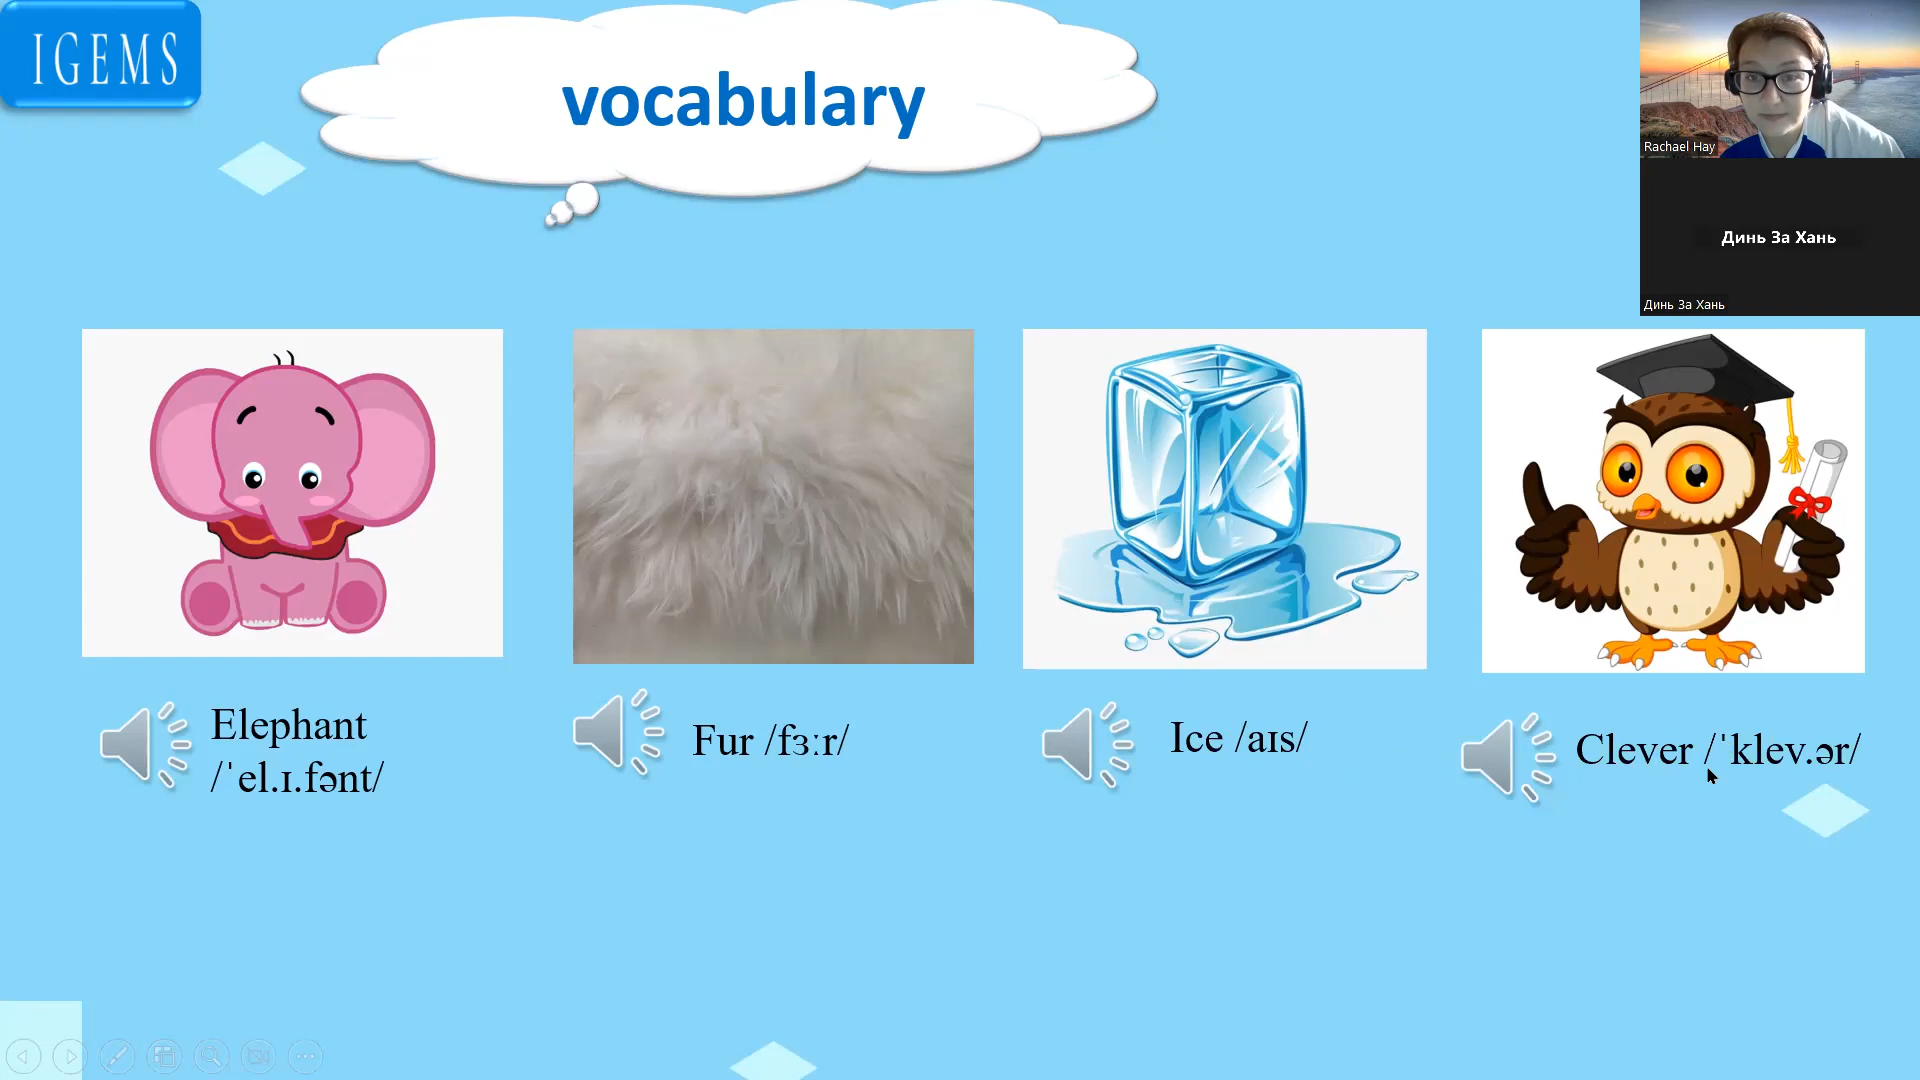 IGEMS
vocabulary
Rachael Hay
Динь За Хань
Динь За Хань
Elephant
/ˈel.ɪ.fənt/
Fur /fɜːr/
Ice /aɪs/
Clever /ˈklev.ər/